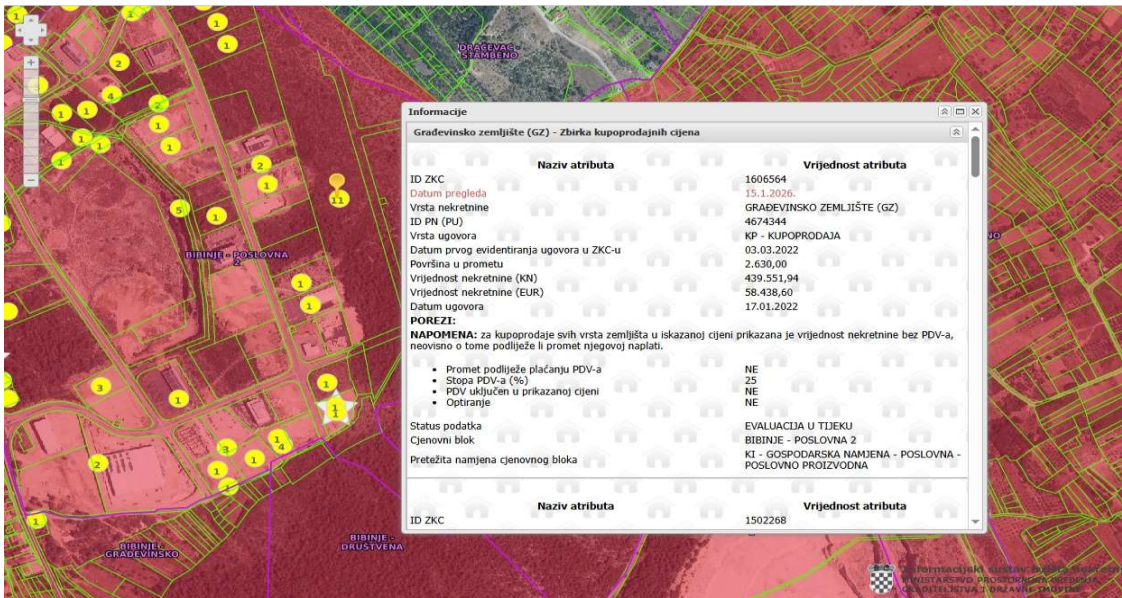 DRAČEVAC -
STAMBENO
BIBINJE - POSLOVNA
2
BIBINJE -
GRAĐEVINSKO
BIBINJE -
DRUŠTVENA
Informacije
Građevinsko zemljište (GZ) - Zbirka kupoprodajnih cijena
Naziv atributa Vrijednost atributa
ID ZKC 1606564
Datum pregleda 15.1.2026.
Vrsta nekretnine GRAĐEVINSKO ZEMLJIŠTE (GZ)
ID PN (PU) 4674344
Vrsta ugovora KP - KUPOPRODAJA
Datum prvog evidentiranja ugovora u ZKC-u 03.03.2022
Površina u prometu 2.630,00
Vrijednost nekretnine (KN) 439.551,94
Vrijednost nekretnine (EUR) 58.438,60
Datum ugovora 17.01.2022
POREZI:
NAPOMENA: za kupoprodaje svih vrsta zemljišta u iskazanoj cijeni prikazana je vrijednost nekretnine bez PDV-a,
neovisno o tome podliježe li promet njegovoj naplati.
• Promet podliježe plaćanju PDV-a NE
• Stopa PDV-a (%) 25
• PDV uključen u prikazanoj cijeni NE
• Optiranje NE
Status podatka EVALUACIJA U TIJEKU
Cjenovni blok BIBINJE - POSLOVNA 2
Pretežita namjena cjenovnog bloka KI - GOSPODARSKA NAMJENA - POSLOVNA -
POSLOVNO PROIZVODNA
Naziv atributa Vrijednost atributa
ID ZKC 1502268